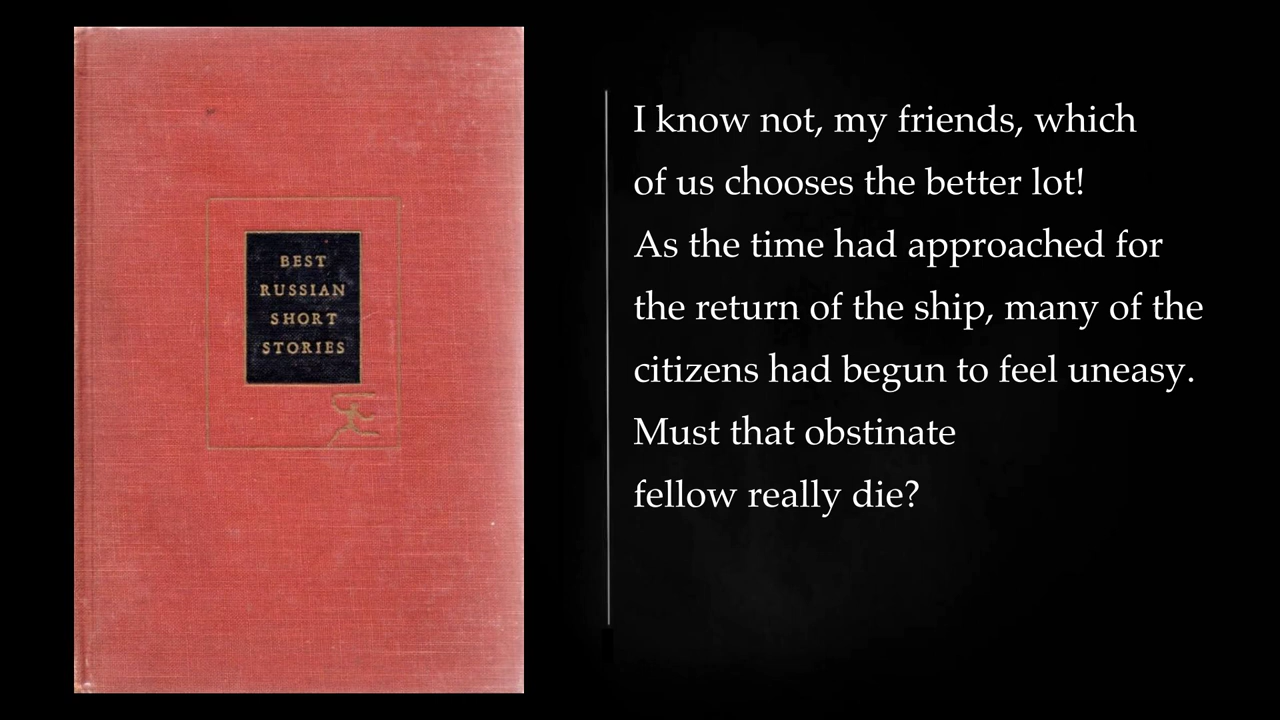 BEST
RUSSIAN
SHORT
STORIES
I know not, my friends, which
of us chooses the better lot!
As the time had approached for
the return of the ship, many of the
citizens had begun to feel uneasy.
Must that obstinate
fellow really die?